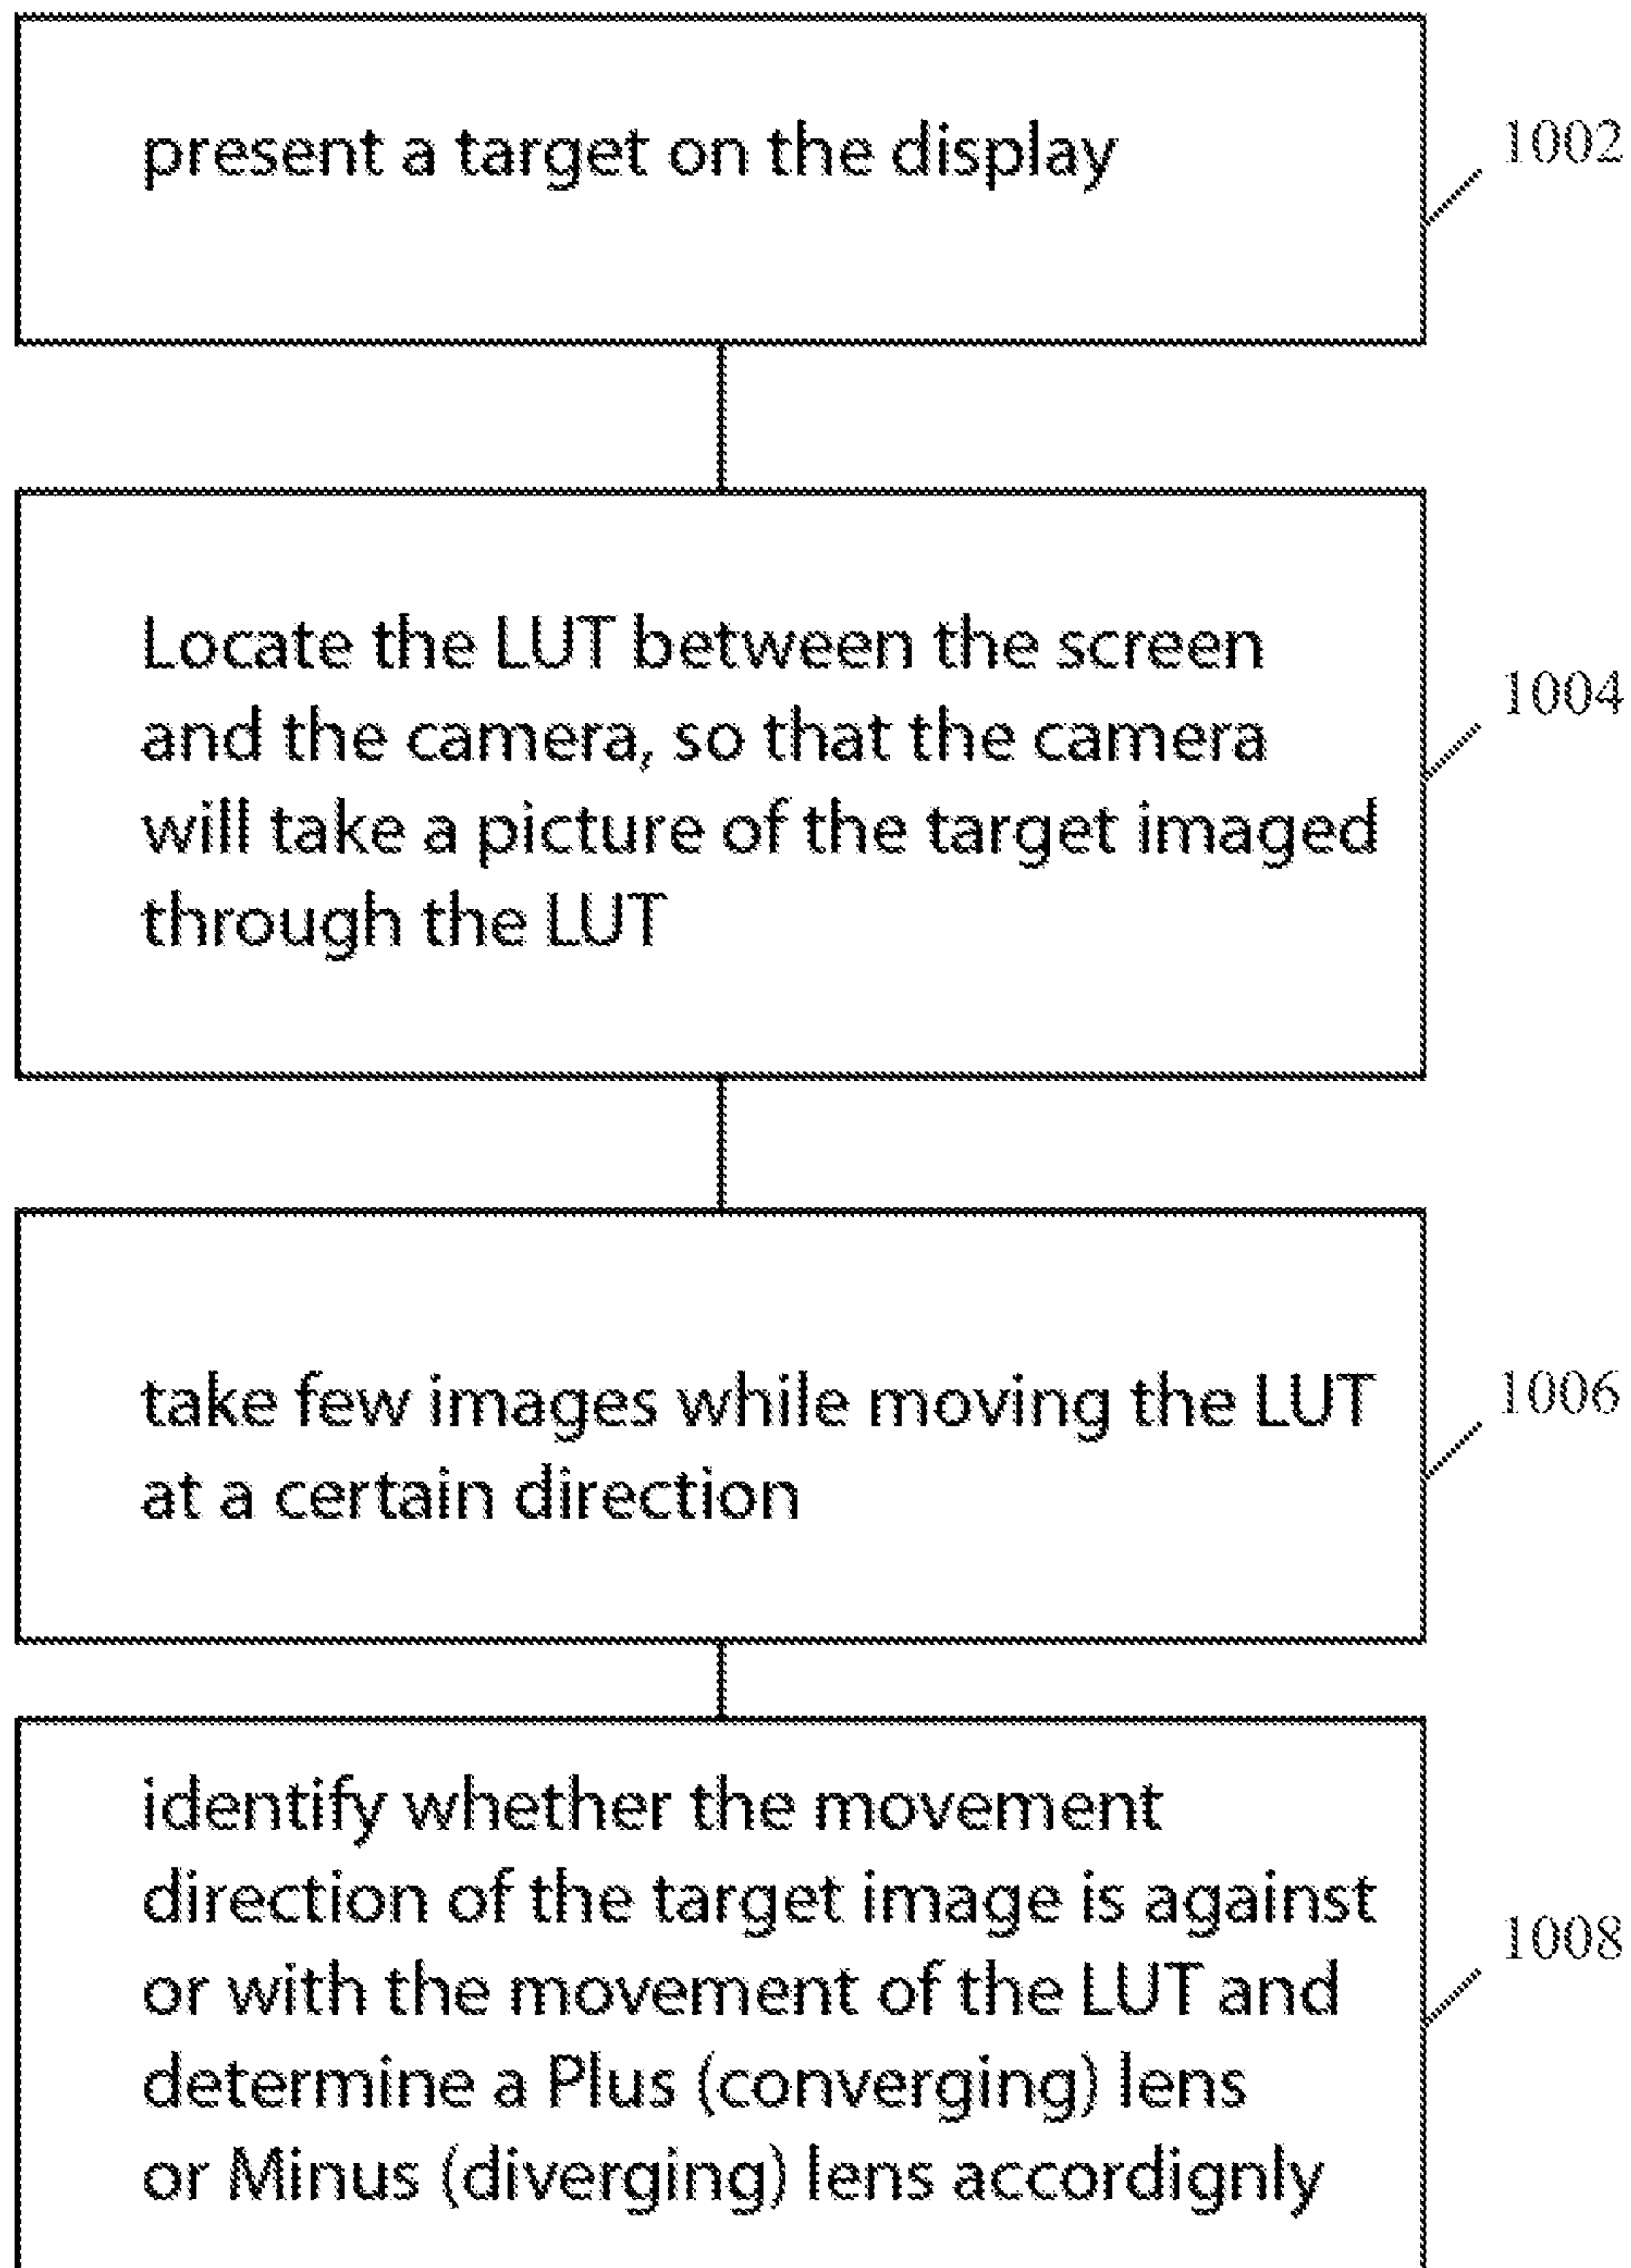 present a target on the display
1002
Locate the LUT between the screen
and the camera, so that the camera
will take a picture of the target imaged
through the LUT
1004
take few images while moving the LUT
at a certain direction
1006
identify whether the movement
direction of the target image is against
or with the movement of the LUT and
determine a Plus (converging) lens
or Minus (diverging) lens accordignly
1008